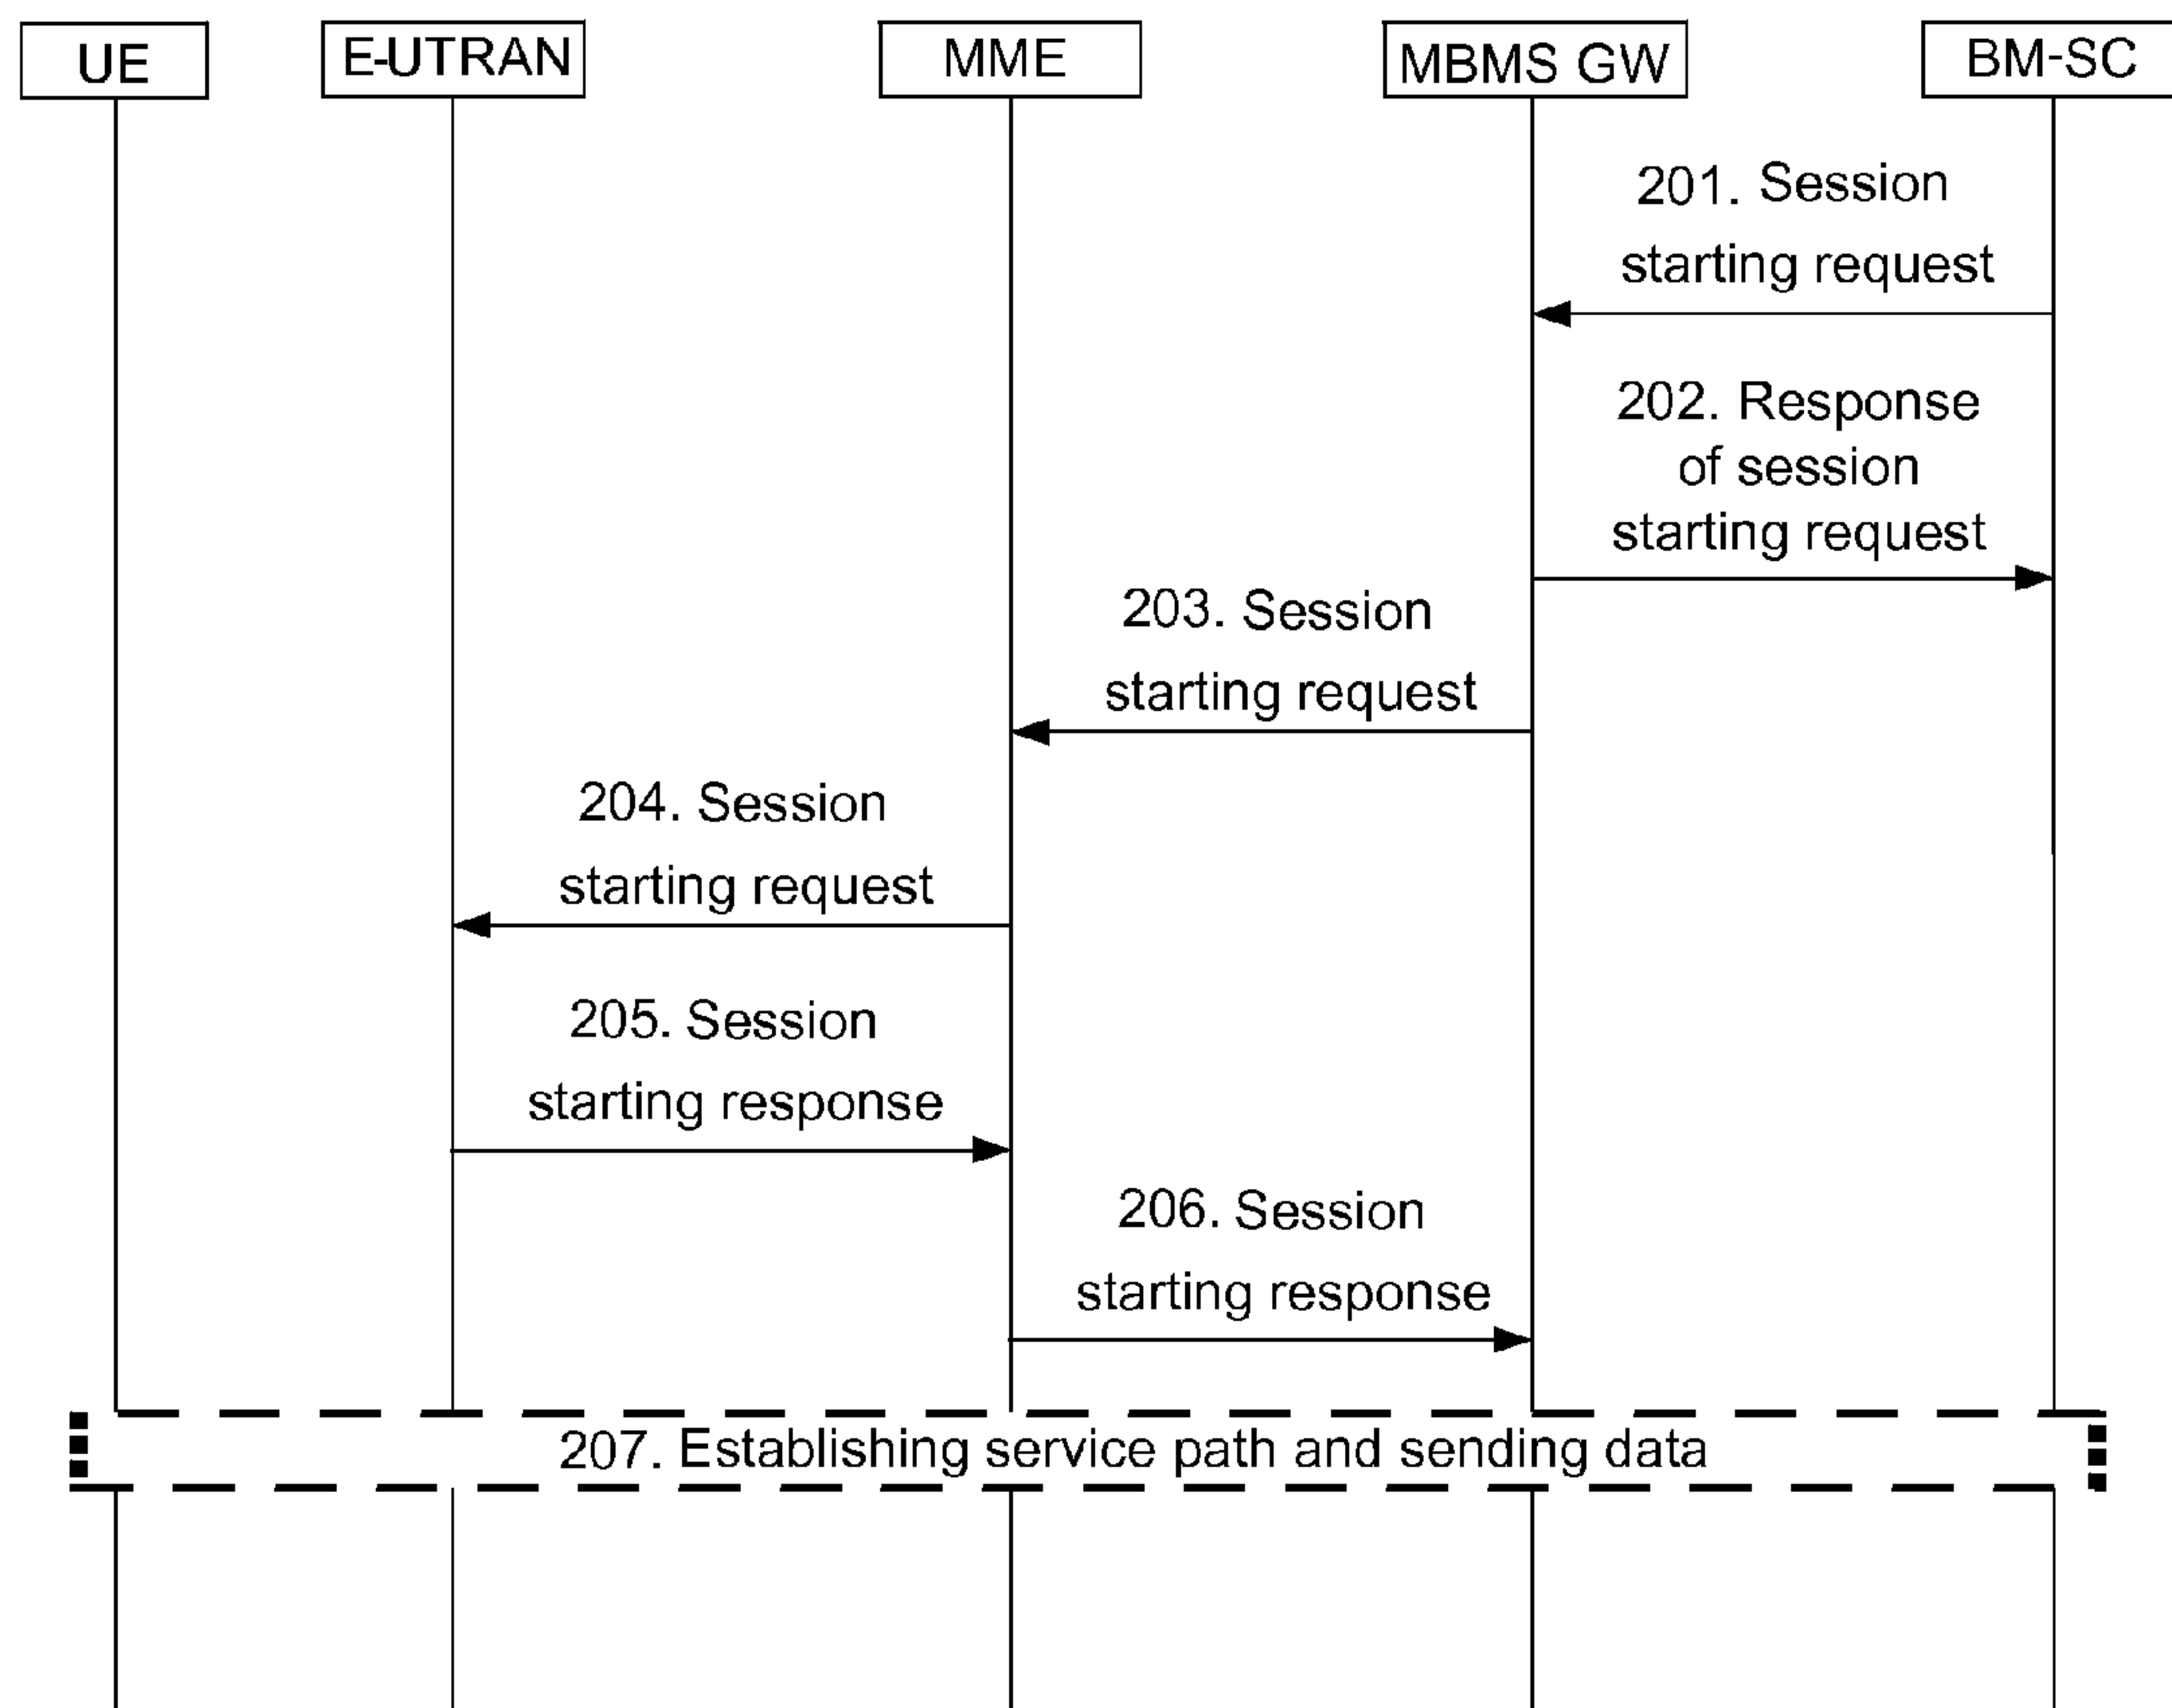 UE
E-UTRAN
MME
MBMS GW
BM-SC
201. Session
starting request
202. Response
of session
starting request
203. Session
starting request
204. Session
starting request
205. Session
starting response
206. Session
starting response
207. Establishing service path and sending data